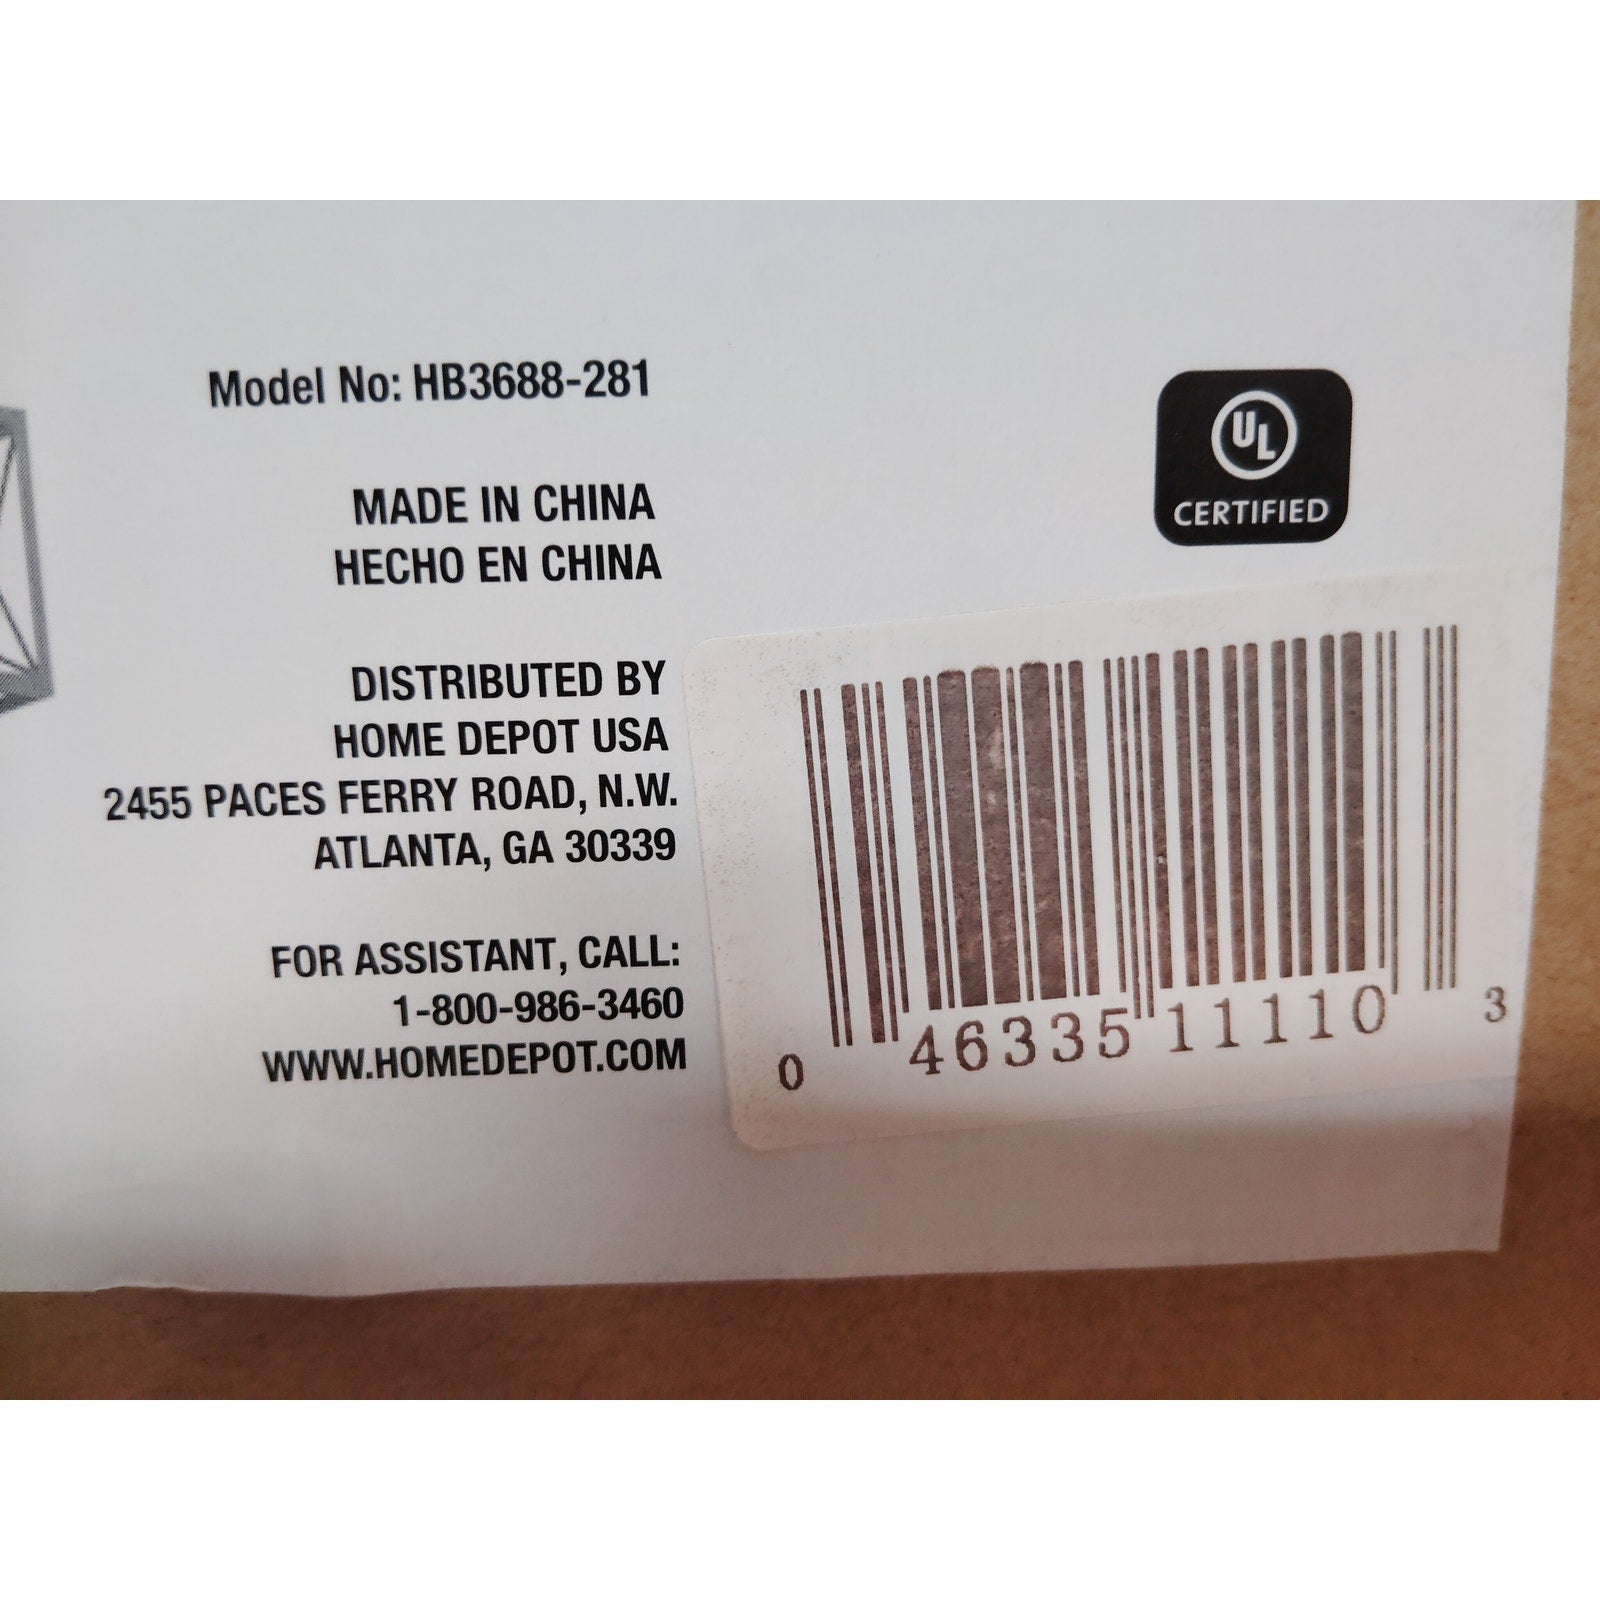 Model No: HB3688-281
MADE IN CHINA
HECHO EN CHINA
DISTRIBUTED BY
HOME DEPOT USA
2455 PACES FERRY ROAD, N.W.
ATLANTA, GA 30339
FOR ASSISTANT, CALL:
1-800-986-3460
WWW.HOMEDEPOT.COM
UL
CERTIFIED
0 46335 11110 3